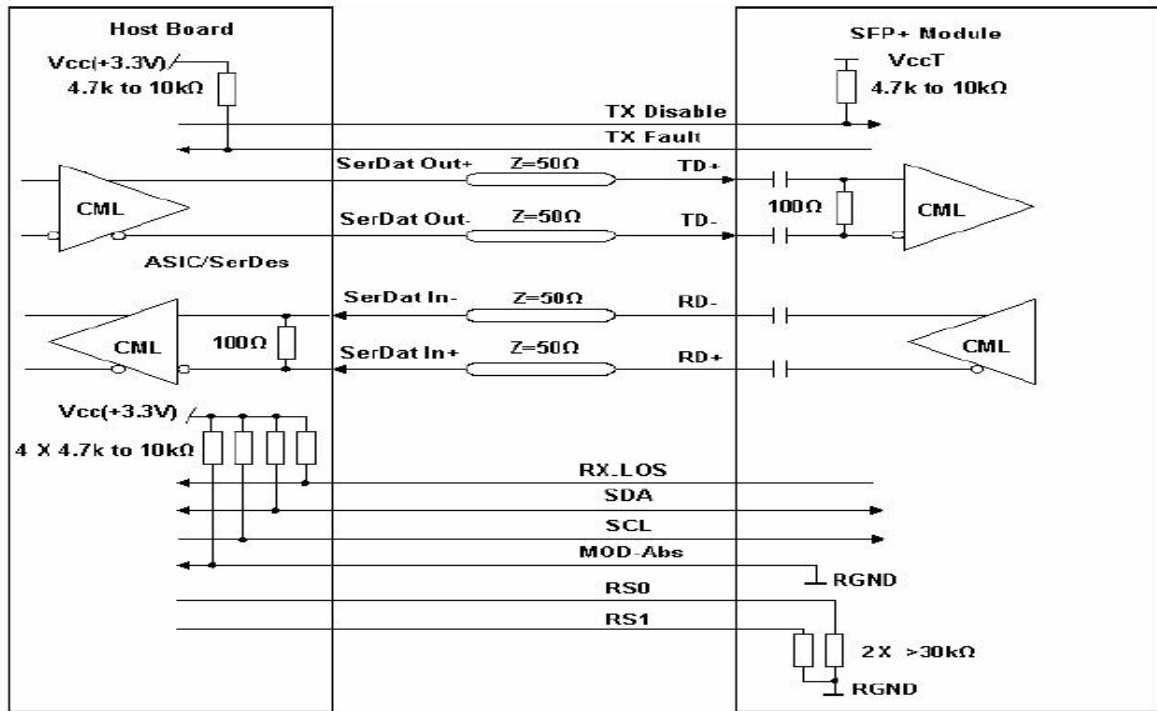 Host Board
SFP+ Module
Vcc(+3.3V)
4.7k to 10kΩ
VccT
4.7k to 10kΩ
TX Disable
TX Fault
SerDat Out+
Z=50Ω
TD+
CML
100Ω
CML
SerDat Out-
Z=50Ω
TD-
ASIC/SerDes
SerDat In-
Z=50Ω
RD-
CML
100Ω
CML
SerDat In+
Z=50Ω
RD+
Vcc(+3.3V)
4 X 4.7k to 10kΩ
RX_LOS
SDA
SCL
MOD-Abs
RGND
RS0
RS1
2X >30kΩ
RGND